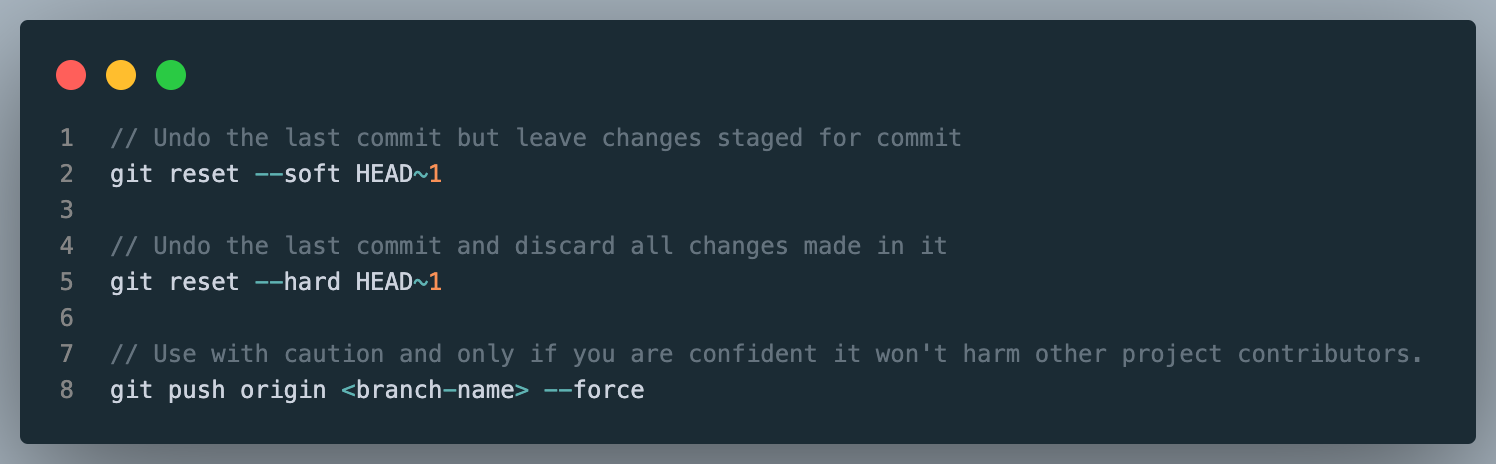 1 // Undo the last commit but leave changes staged for commit
2 git reset --soft HEAD~1
3
4 // Undo the last commit and discard all changes made in it
5 git reset --hard HEAD~1
6
7 // Use with caution and only if you are confident it won't harm other project contributors.
8 git push origin <branch-name> --force